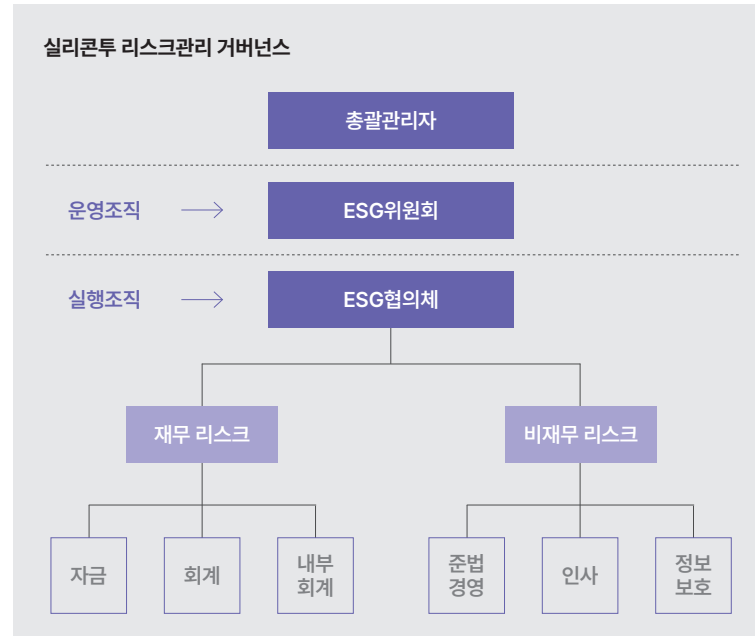 실리콘투 리스크관리 거버넌스
총괄관리자
운영조직
ESG위원회
실행조직
ESG협의체
재무 리스크
비재무 리스크
자금
회계
내부
회계
준법
경영
인사
정보
보호